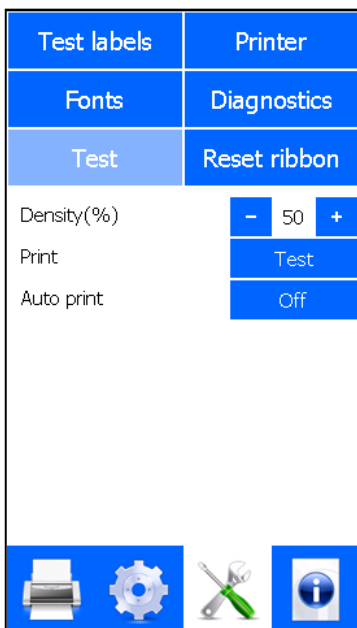 Test labels Printer
Fonts Diagnostics
Test Reset ribbon
Density(%) - 50 +
Print Test
Auto print Off
i